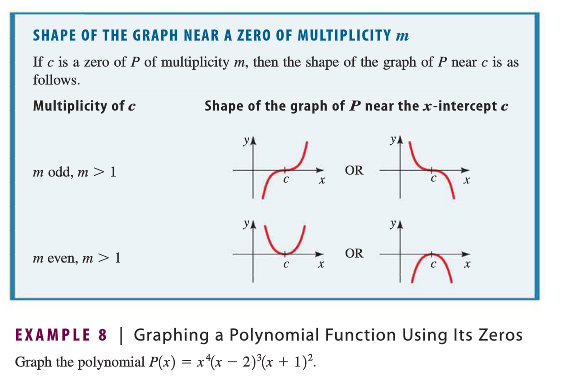 SHAPE OF THE GRAPH NEAR A ZERO OF MULTIPLICITY m
If c is a zero of P of multiplicity m, then the shape of the graph of P near c is as
follows.
Multiplicity of c Shape of the graph of P near the x-intercept c
y y
m odd, m > 1 OR
c x c x
y y
m even, m > 1 OR
c x c x
EXAMPLE 8 | Graphing a Polynomial Function Using Its Zeros
Graph the polynomial P(x) = x⁴(x − 2)³(x + 1)².